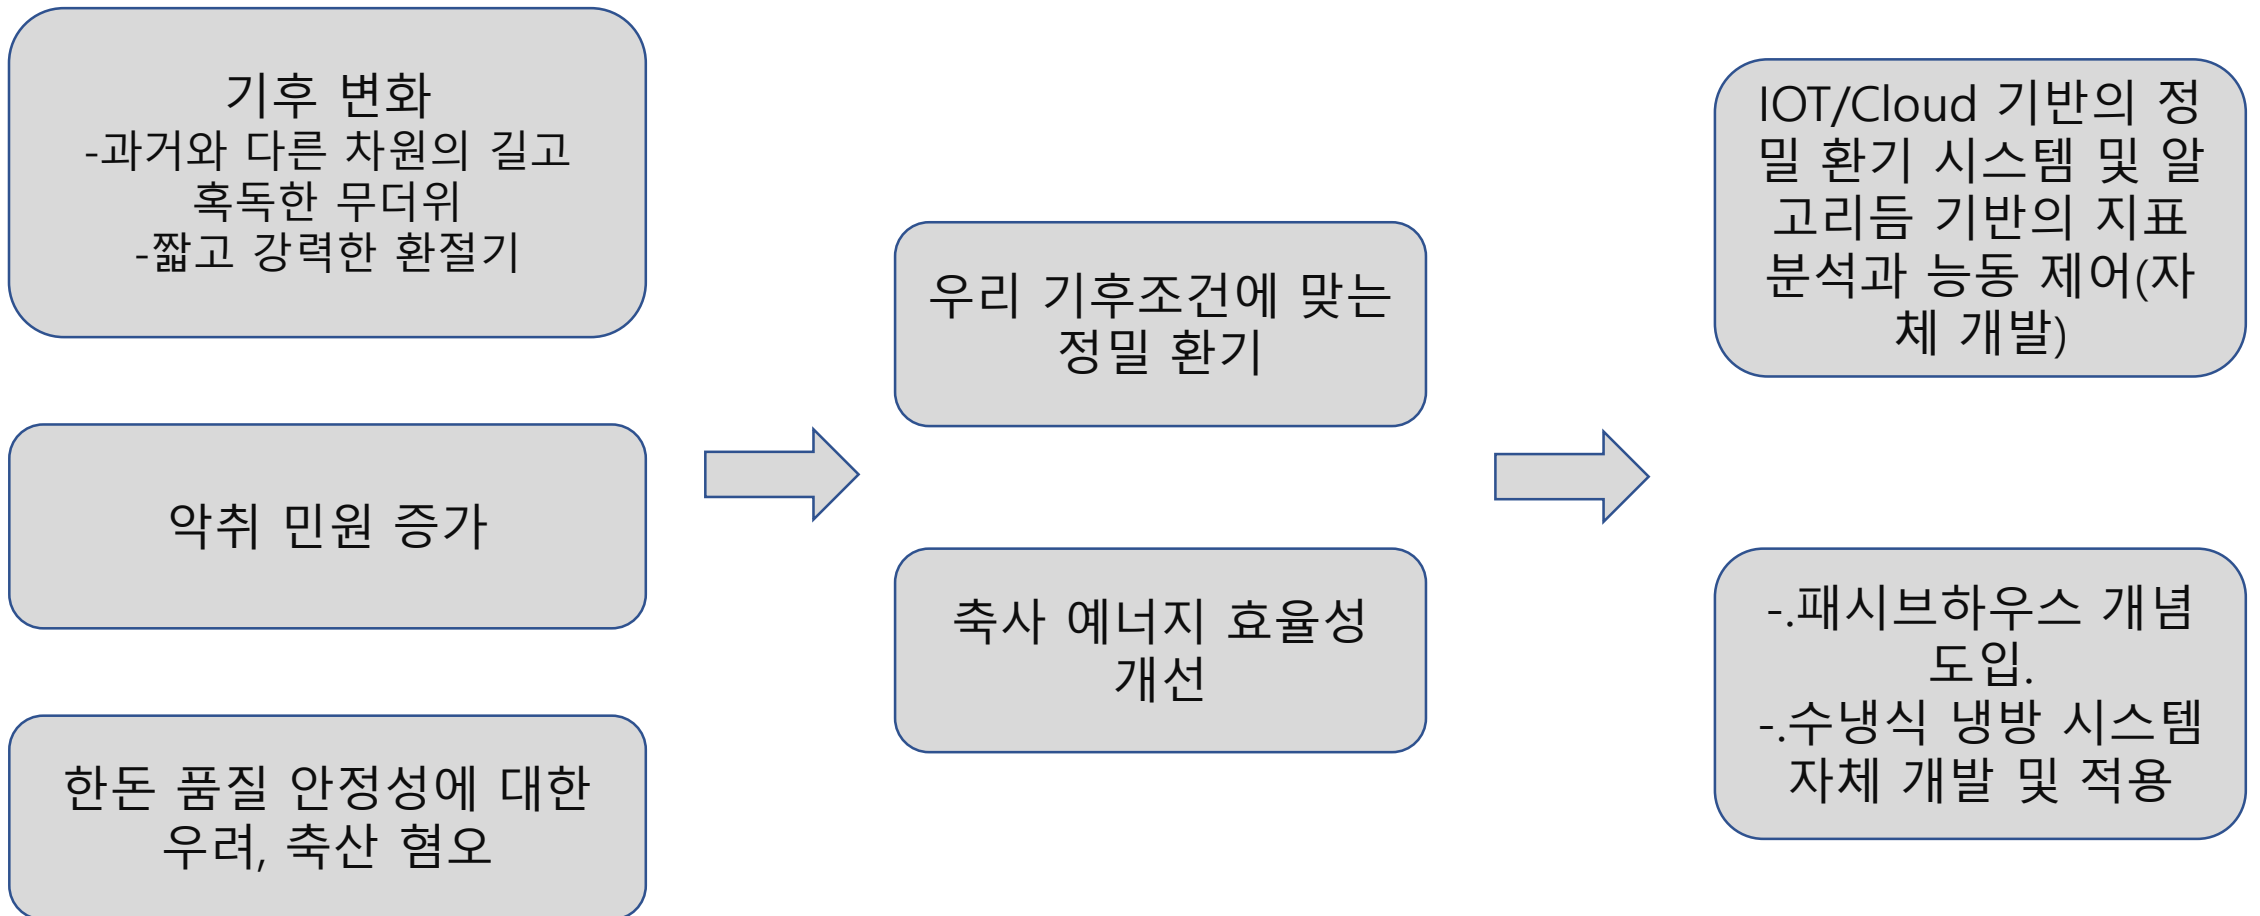 기후 변화
-과거와 다른 차원의 길고
혹독한 무더위
-짧고 강력한 환절기
악취 민원 증가
한돈 품질 안정성에 대한
우려, 축산 혐오
우리 기후조건에 맞는
정밀 환기
축사 에너지 효율성
개선
IOT/Cloud 기반의 정
밀 환기 시스템 및 알
고리듬 기반의 지표
분석과 능동 제어(자
체 개발)
-.패시브하우스 개념
도입.
-.수냉식 냉방 시스템
자체 개발 및 적용